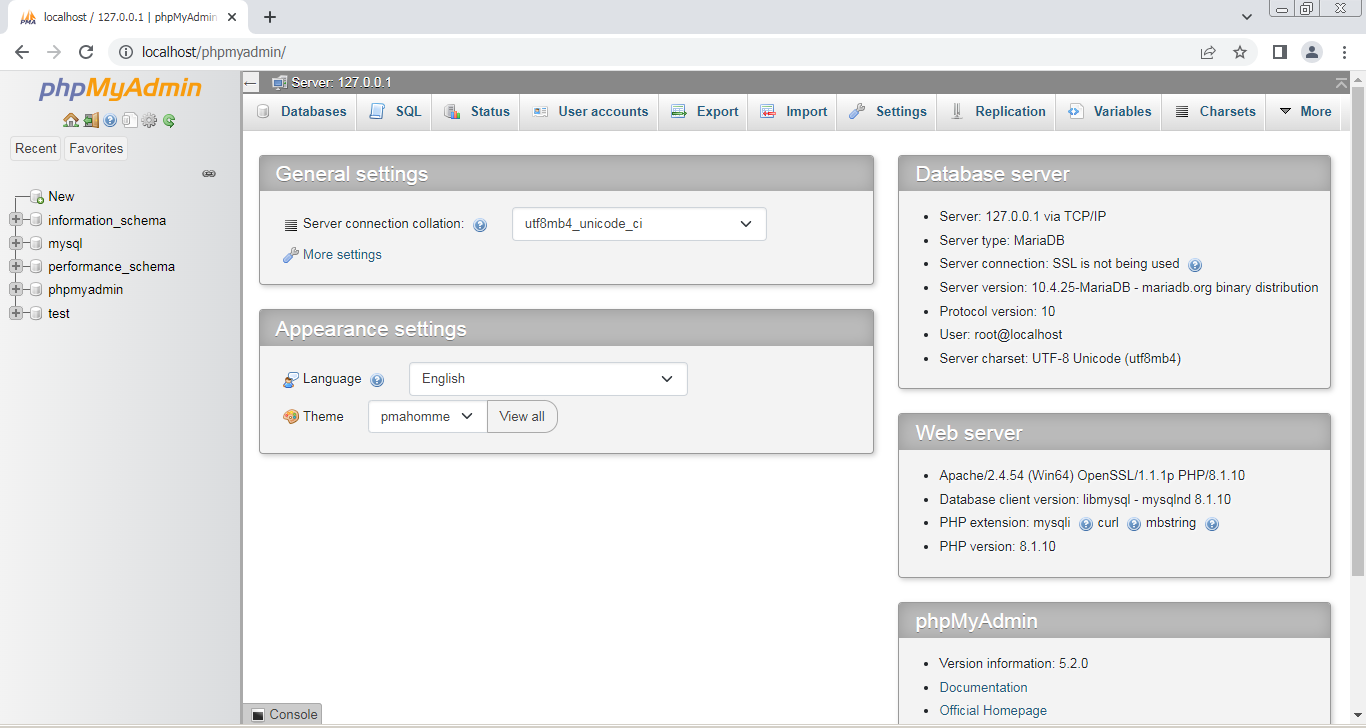 localhost / 127.0.0.1 | phpMyAdmin
localhost/phpmyadmin/
phpMyAdmin
Recent Favorites
New
information_schema
mysql
performance_schema
phpmyadmin
test
Server: 127.0.0.1
Databases SQL Status User accounts Export Import Settings Replication Variables Charsets More
General settings
Server connection collation: utf8mb4_unicode_ci
More settings
Appearance settings
Language English
Theme pmahomme View all
Database server
Server: 127.0.0.1 via TCP/IP
Server type: MariaDB
Server connection: SSL is not being used
Server version: 10.4.25-MariaDB - mariadb.org binary distribution
Protocol version: 10
User: root@localhost
Server charset: UTF-8 Unicode (utf8mb4)
Web server
Apache/2.4.54 (Win64) OpenSSL/1.1.1p PHP/8.1.10
Database client version: libmysql - mysqlnd 8.1.10
PHP extension: mysqli curl mbstring
PHP version: 8.1.10
phpMyAdmin
Version information: 5.2.0
Documentation
Official Homepage
Console